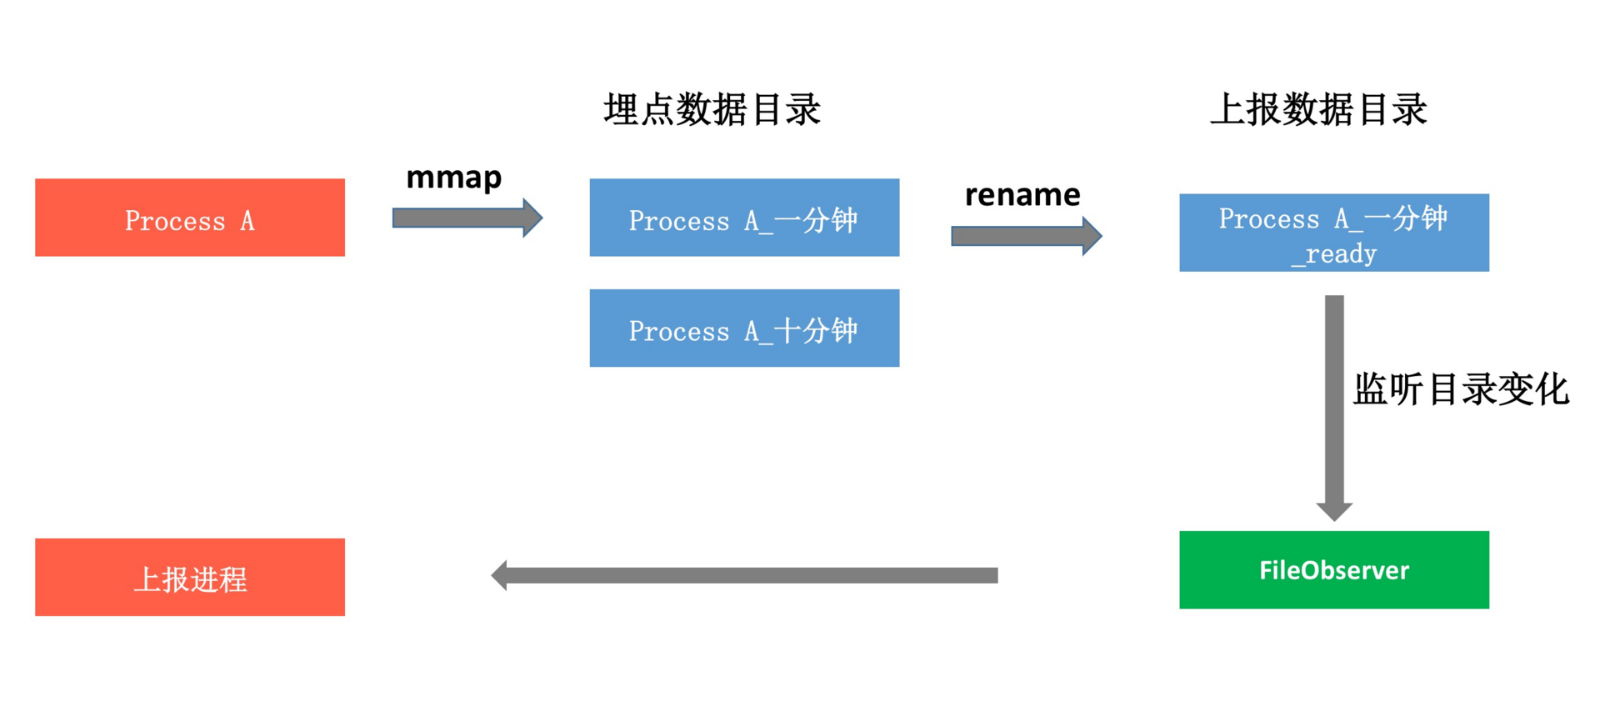 埋点数据目录
上报数据目录
Process A
mmap
Process A_一分钟
rename
Process A_一分钟
_ready
Process A_十分钟
监听目录变化
上报进程
FileObserver